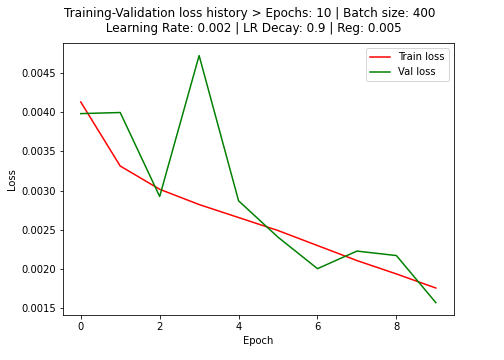 Training-Validation loss history > Epochs: 10 | Batch size: 400
Learning Rate: 0.002 | LR Decay: 0.9 | Reg: 0.005
Train loss
Val loss
0.0045
0.0040
0.0035
0.0030
0.0025
0.0020
0.0015
Loss
0 2 4 6 8
Epoch